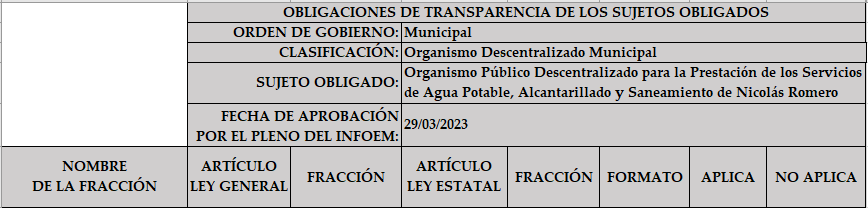 OBLIGACIONES DE TRANSPARENCIA DE LOS SUJETOS OBLIGADOS
ORDEN DE GOBIERNO: Municipal
CLASIFICACIÓN: Organismo Descentralizado Municipal
SUJETO OBLIGADO: Organismo Público Descentralizado para la Prestación de los Servicios
de Agua Potable, Alcantarillado y Saneamiento de Nicolás Romero
FECHA DE APROBACIÓN
POR EL PLENO DEL INFOEM: 29/03/2023
NOMBRE
DE LA FRACCIÓN
ARTÍCULO
LEY GENERAL
FRACCIÓN
ARTÍCULO
LEY ESTATAL
FRACCIÓN
FORMATO
APLICA
NO APLICA